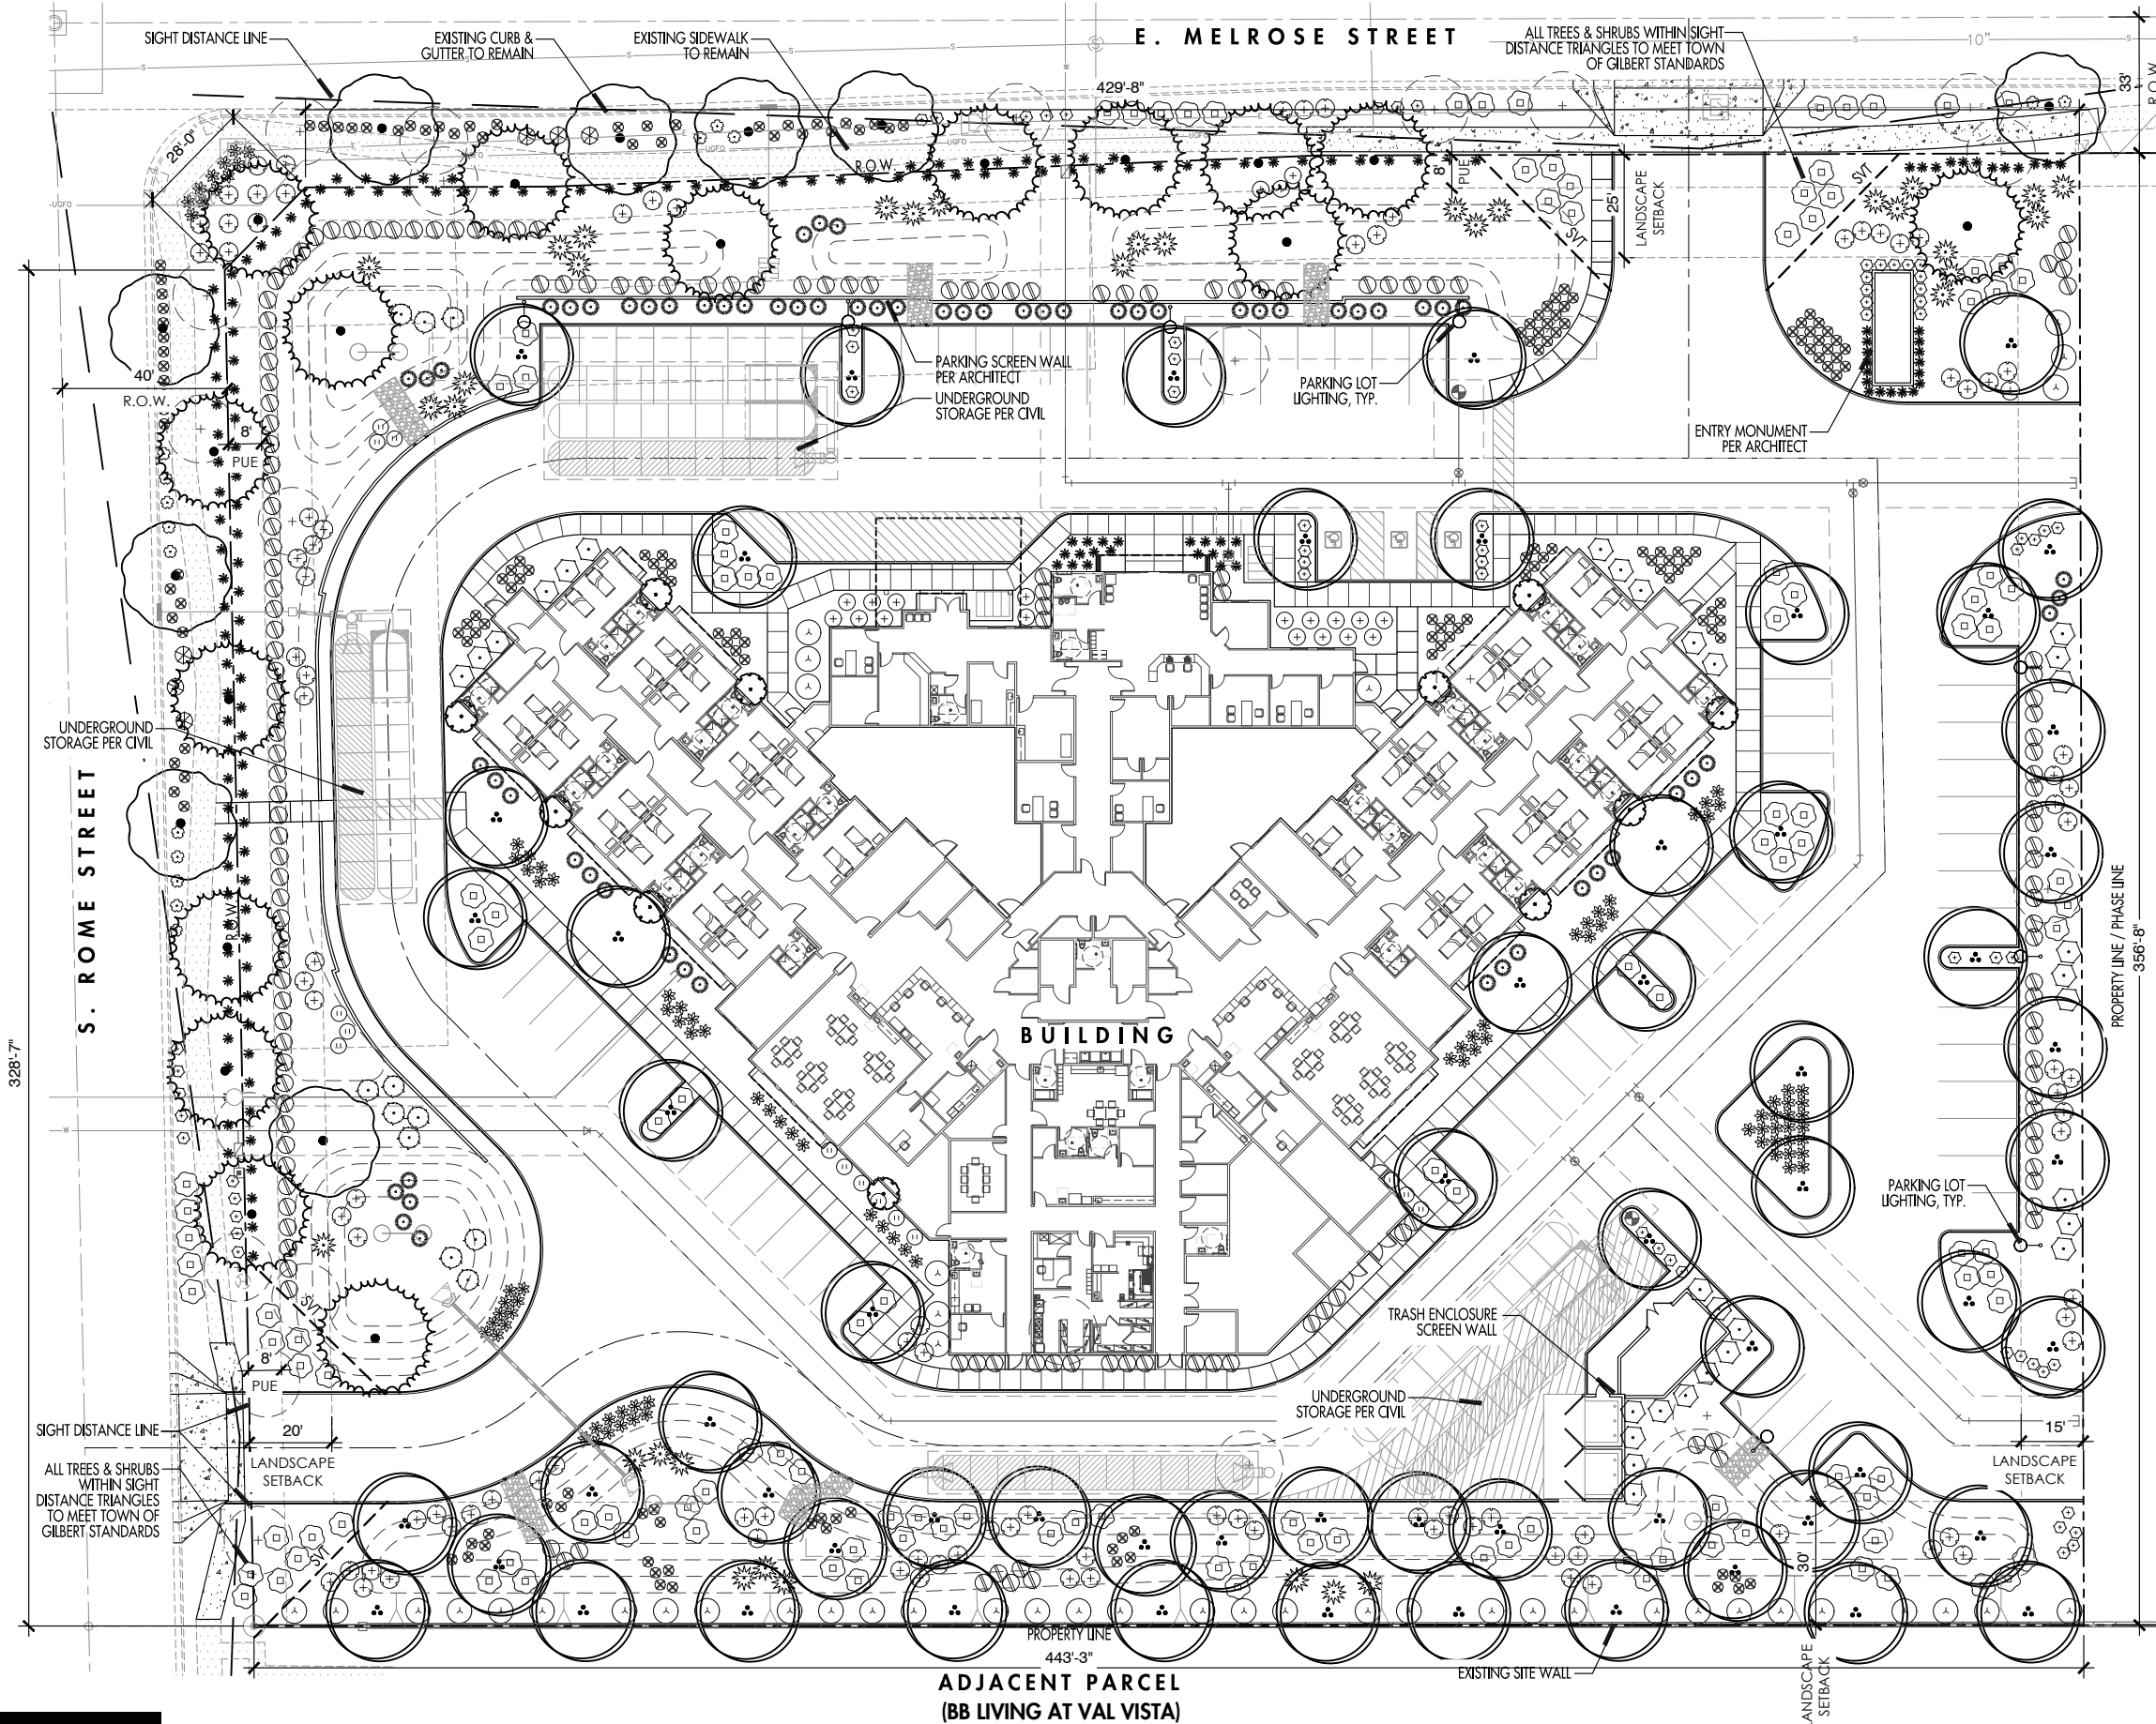 E. MELROSE STREET
SIGHT DISTANCE LINE
EXISTING CURB &
GUTTER TO REMAIN
EXISTING SIDEWALK
TO REMAIN
ALL TREES & SHRUBS WITHIN SIGHT
DISTANCE TRIANGLES TO MEET TOWN
OF GILBERT STANDARDS
10"
33'
R.O.W.
429'-8"
28'-0"
R.O.W.
8'
PUE
25'
LANDSCAPE
SETBACK
SVT
SVT
UGFO
UGFO
UGFO
40'
R.O.W.
8'
PUE
PARKING SCREEN WALL
PER ARCHITECT
UNDERGROUND
STORAGE PER CIVIL
PARKING LOT
LIGHTING, TYP.
ENTRY MONUMENT
PER ARCHITECT
UNDERGROUND
STORAGE PER CIVIL
S. ROME STREET
ROW
328'-7"
PROPERTY LINE / PHASE LINE
356'-8"
BUILDING
PARKING LOT
LIGHTING, TYP.
TRASH ENCLOSURE
SCREEN WALL
UNDERGROUND
STORAGE PER CIVIL
SVT
8'
PUE
20'
LANDSCAPE
SETBACK
SIGHT DISTANCE LINE
ALL TREES & SHRUBS
WITHIN SIGHT
DISTANCE TRIANGLES
TO MEET TOWN OF
GILBERT STANDARDS
SVT
15'
LANDSCAPE
SETBACK
30'
LANDSCAPE
SETBACK
PROPERTY LINE
443'-3"
EXISTING SITE WALL
ADJACENT PARCEL
(BB LIVING AT VAL VISTA)